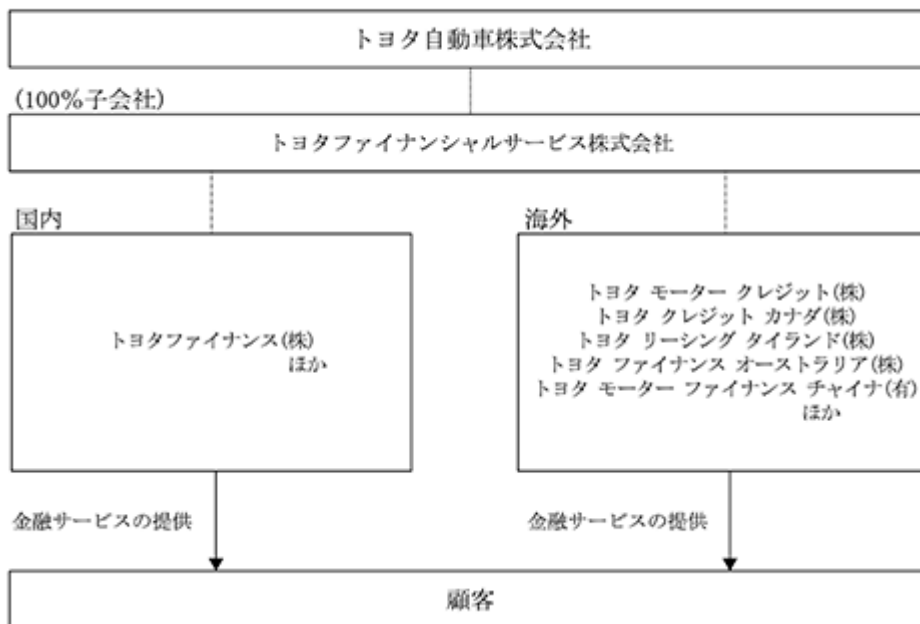 トヨタ自動車株式会社
(100%子会社)
トヨタファイナンシャルサービス株式会社
国内
トヨタファイナンス(株)
ほか
金融サービスの提供
海外
トヨタ モーター クレジット(株)
トヨタ クレジット カナダ(株)
トヨタ リーシング タイランド(株)
トヨタ ファイナンス オーストラリア(株)
トヨタ モーター ファイナンス チャイナ(有)
ほか
金融サービスの提供
顧客